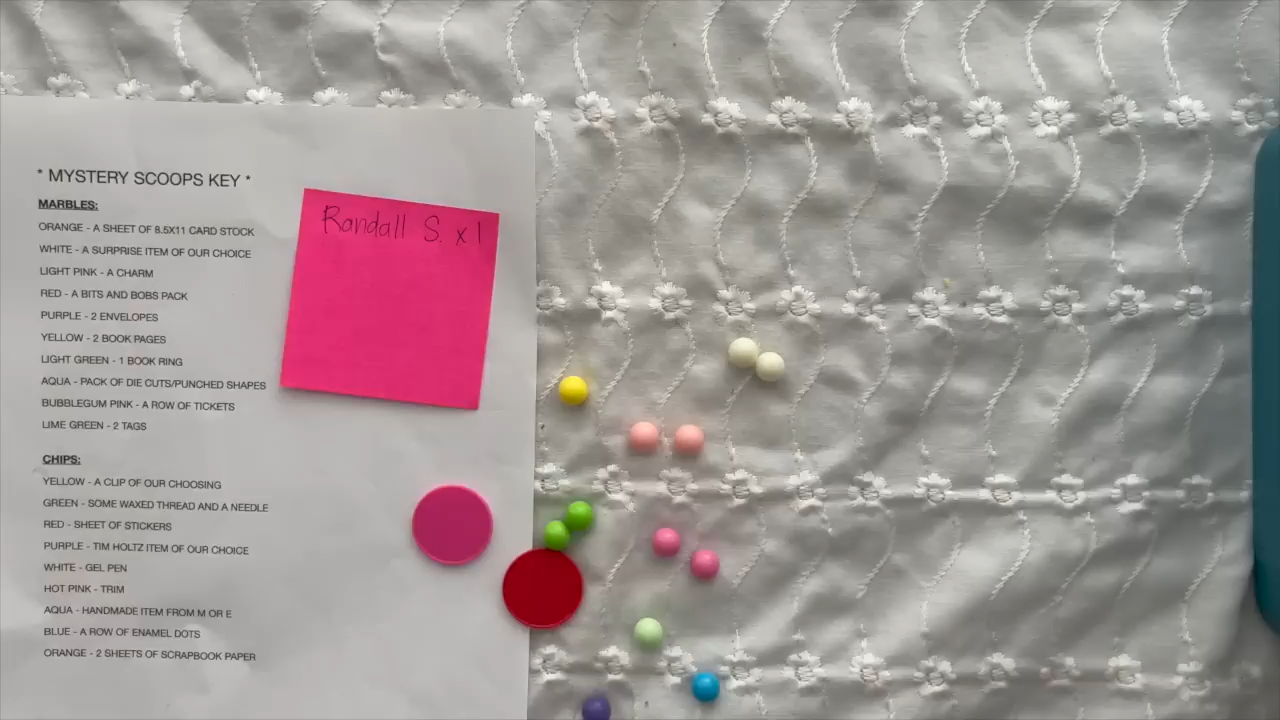 * MYSTERY SCOOPS KEY *
MARBLES:
ORANGE - A SHEET OF 8.5X11 CARD STOCK
WHITE - A SURPRISE ITEM OF OUR CHOICE
LIGHT PINK - A CHARM
RED - A BITS AND BOBS PACK
PURPLE - 2 ENVELOPES
YELLOW - 2 BOOK PAGES
LIGHT GREEN - 1 BOOK RING
AQUA - PACK OF DIE CUTS/PUNCHED SHAPES
BUBBLEGUM PINK - A ROW OF TICKETS
LIME GREEN - 2 TAGS
CHIPS:
YELLOW - A CLIP OF OUR CHOOSING
GREEN - SOME WAXED THREAD AND A NEEDLE
RED - SHEET OF STICKERS
PURPLE - TIM HOLTZ ITEM OF OUR CHOICE
WHITE - GEL PEN
HOT PINK - TRIM
AQUA - HANDMADE ITEM FROM M OR E
BLUE - A ROW OF ENAMEL DOTS
ORANGE - 2 SHEETS OF SCRAPBOOK PAPER
Randall S. x 1